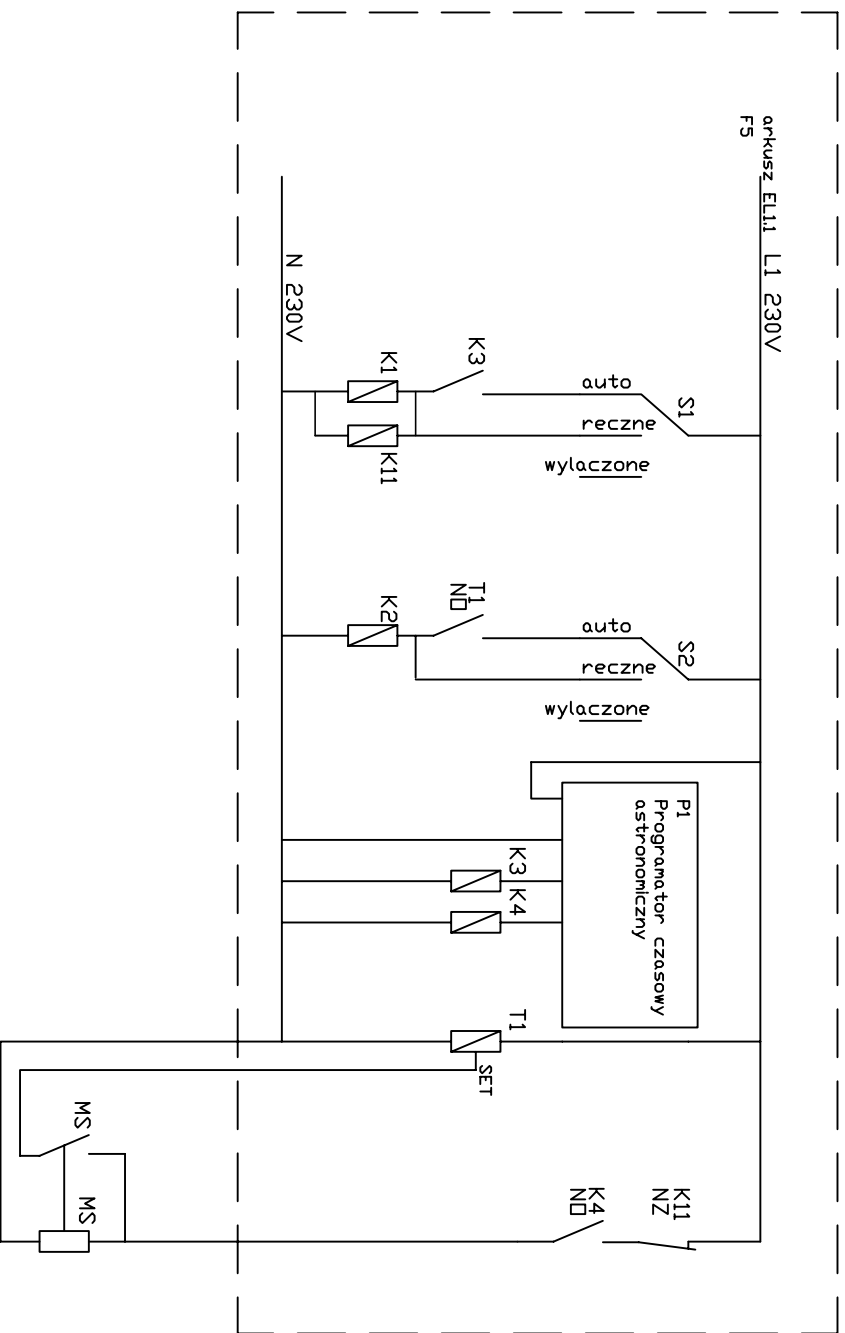 arkusz EL1.1
F5
L1 230V
N 230V
S1
auto
reczne
wylaczone
K3
K1
K11
S2
auto
reczne
wylaczone
T1
NO
K2
P1
Programator czasowy
astronomiczny
K3
K4
T1
SET
K11
NZ
K4
NO
MS
MS